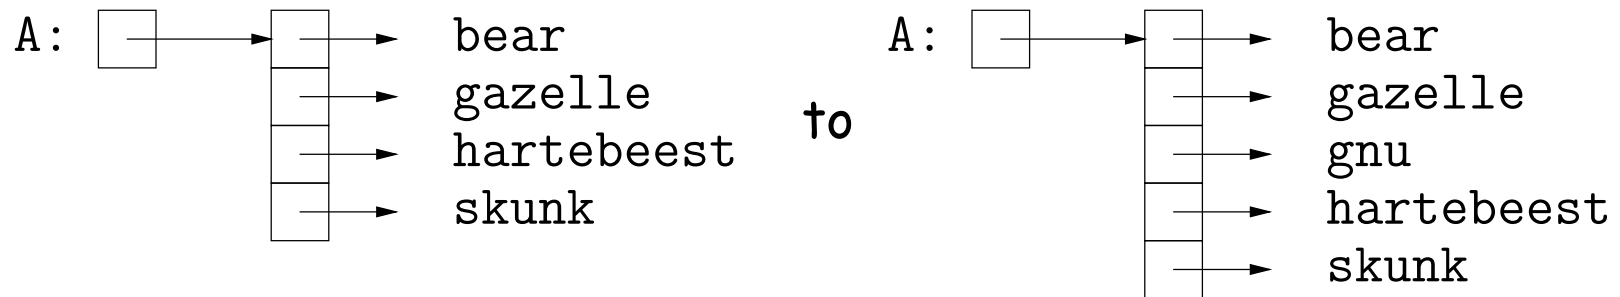 A: bear A: bear
gazelle gazelle
to
hartebeest gnu
skunk hartebeest
skunk